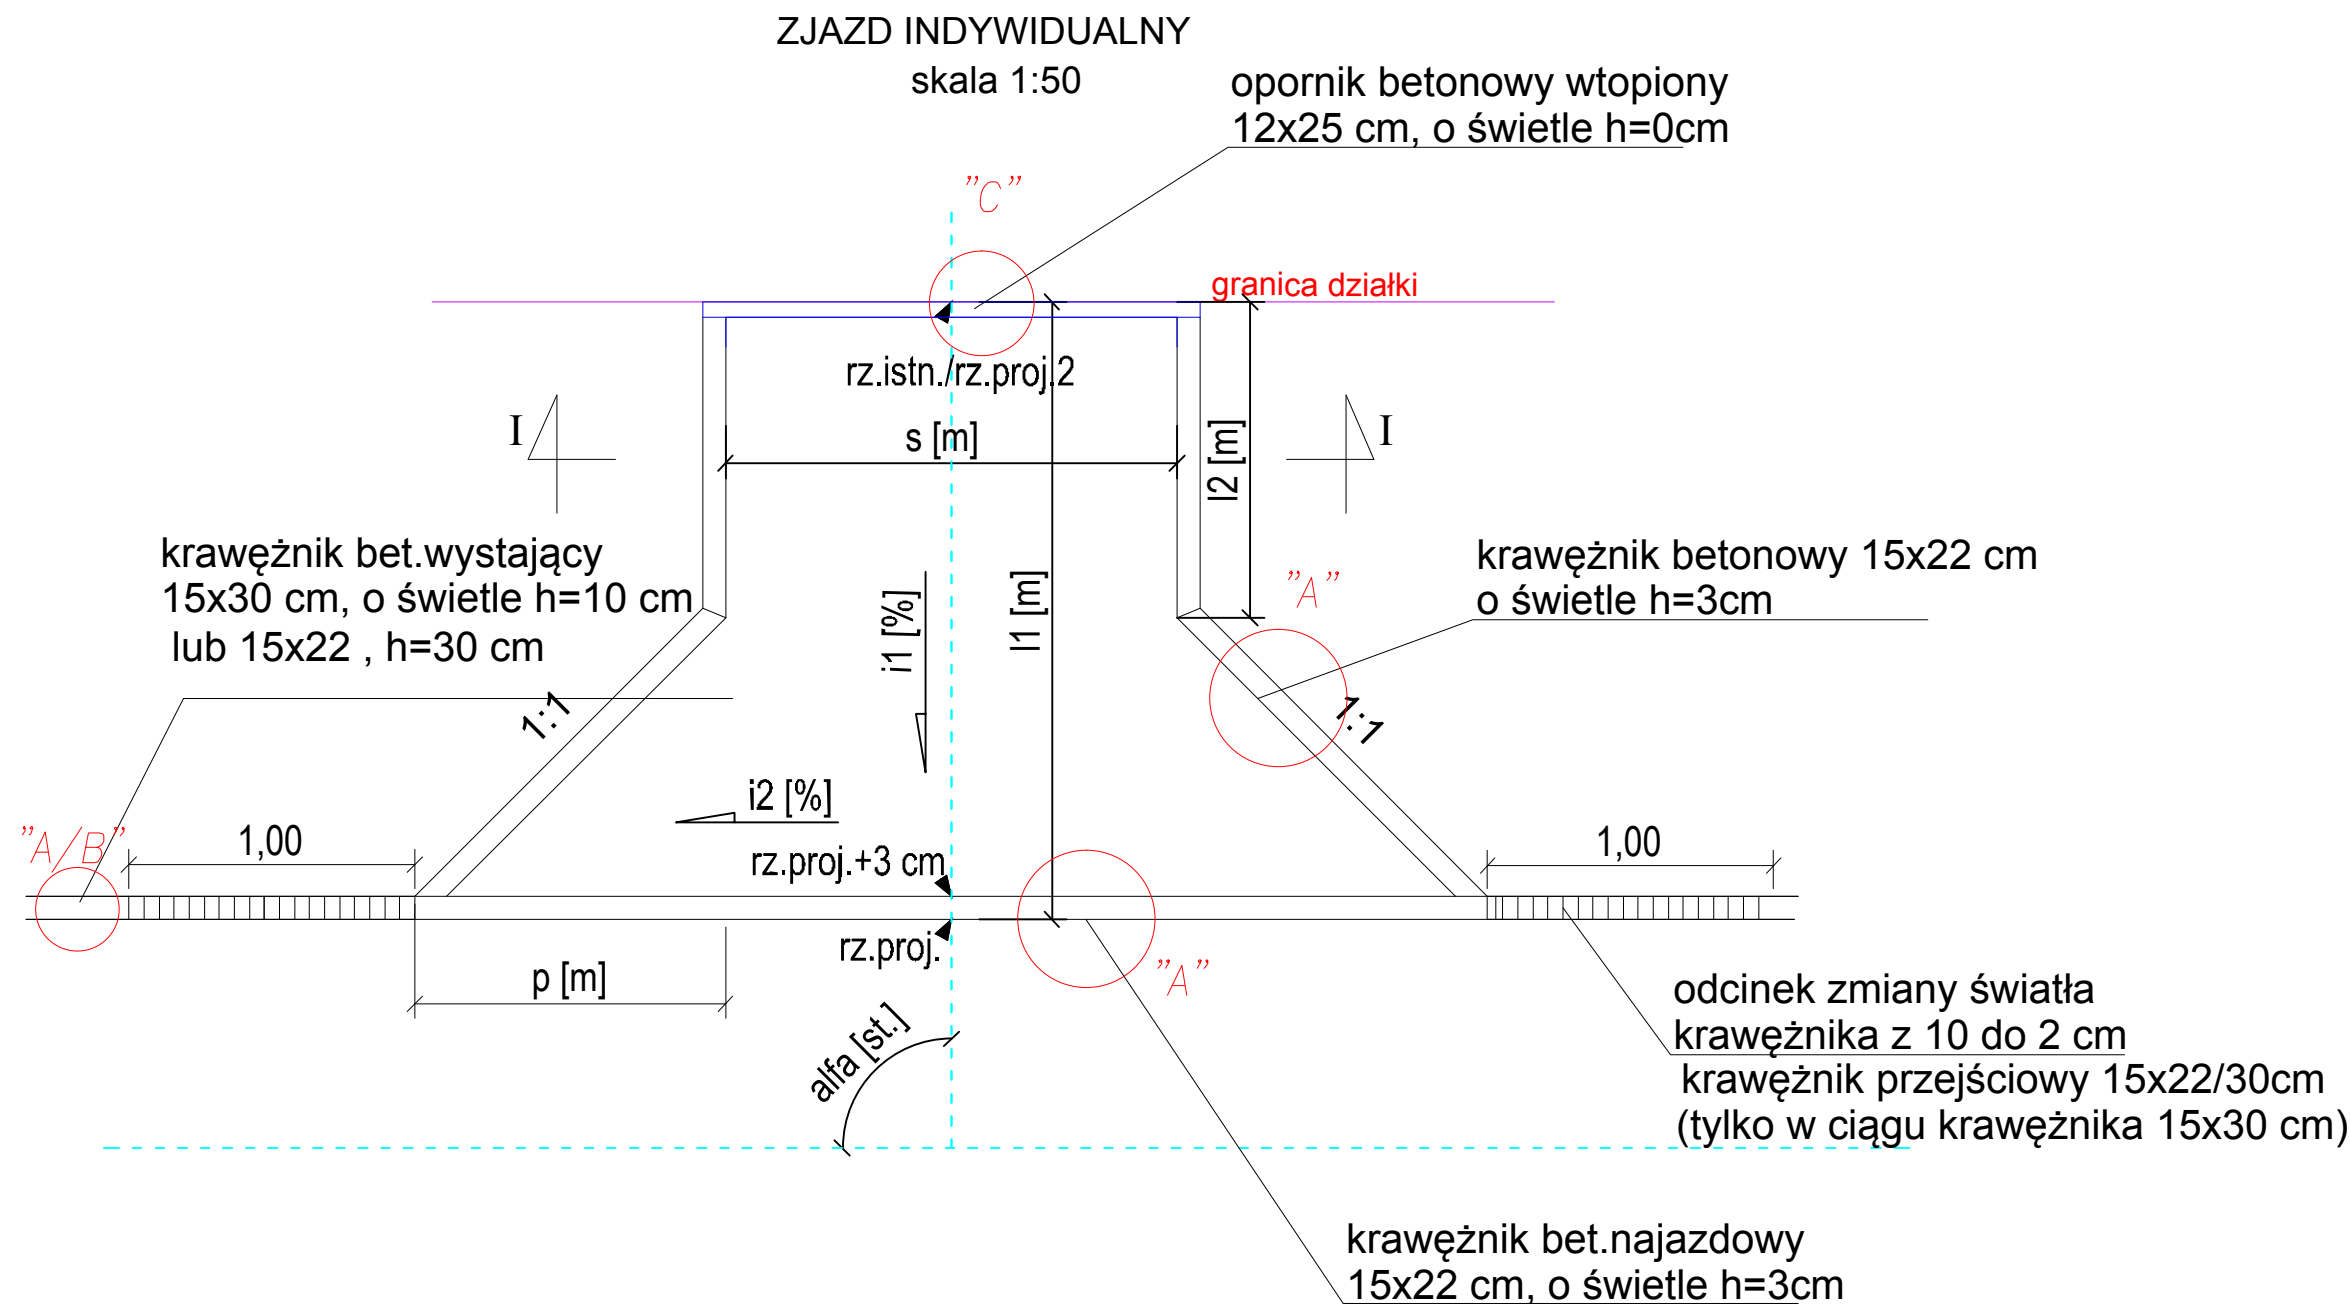 ZJAZD INDYWIDUALNY
skala 1:50
opornik betonowy wtopiony
12x25 cm, o świetle h=0cm
"C"
granica działki
rz.istn./rz.proj.2
I
s [m]
l2 [m]
I
krawężnik bet.wystający
15x30 cm, o świetle h=10 cm
lub 15x22 , h=30 cm
krawężnik betonowy 15x22 cm
o świetle h=3cm
"A"
i1 [%]
l1 [m]
1:1
1:1
i2 [%]
"A/B"
1,00
rz.proj.+3 cm
1,00
rz.proj.
"A"
p [m]
alfa [st.]
odcinek zmiany światła
krawężnika z 10 do 2 cm
krawężnik przejściowy 15x22/30cm
(tylko w ciągu krawężnika 15x30 cm)
krawężnik bet.najazdowy
15x22 cm, o świetle h=3cm